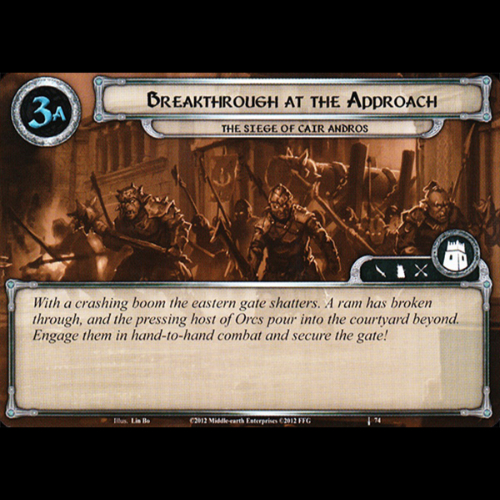 3A
Breakthrough at the Approach
The Siege of Cair Andros
With a crashing boom the eastern gate shatters. A ram has broken
through, and the pressing host of Orcs pour into the courtyard beyond.
Engage them in hand-to-hand combat and secure the gate!
Illus. Lin Bo ©2012 Middle-earth Enterprises ©2012 FFG 74